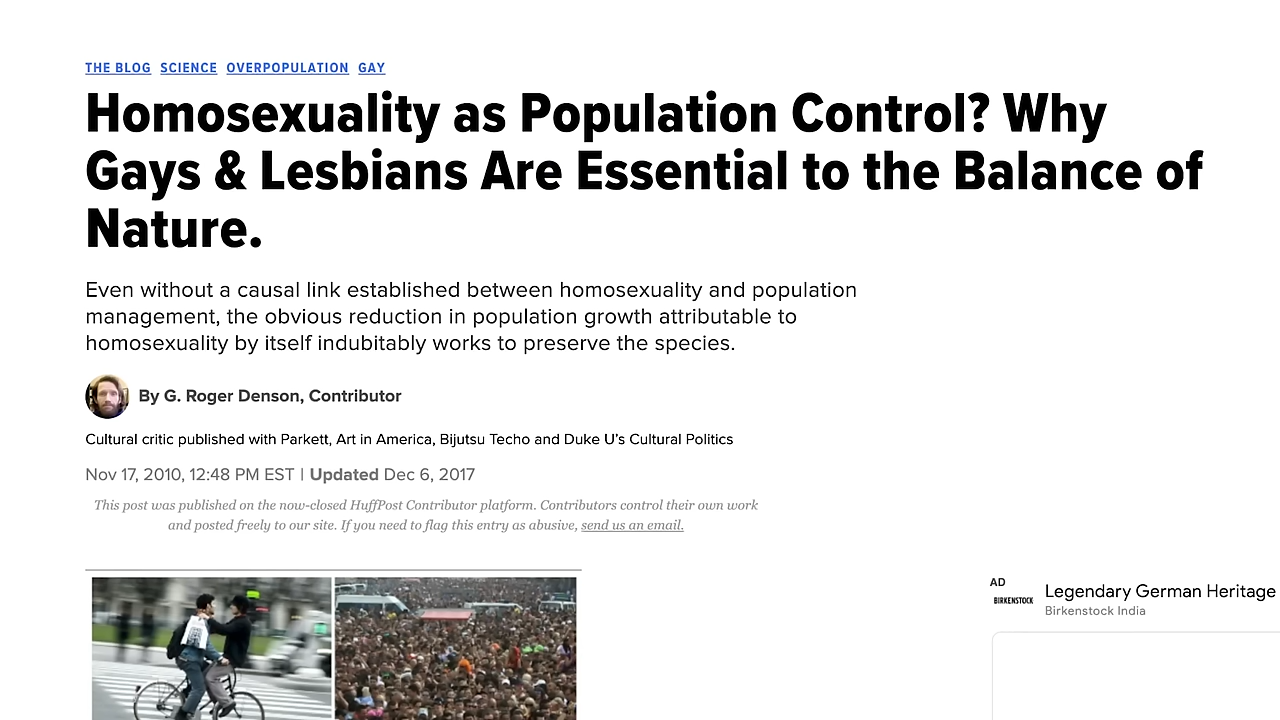 THE BLOG SCIENCE OVERPOPULATION GAY
Homosexuality as Population Control? Why
Gays & Lesbians Are Essential to the Balance of
Nature.
Even without a causal link established between homosexuality and population
management, the obvious reduction in population growth attributable to
homosexuality by itself indubitably works to preserve the species.
By G. Roger Denson, Contributor
Cultural critic published with Parkett, Art in America, Bijutsu Techo and Duke U's Cultural Politics
Nov 17, 2010, 12:48 PM EST | Updated Dec 6, 2017
This post was published on the now-closed HuffPost Contributor platform. Contributors control their own work
and posted freely to our site. If you need to flag this entry as abusive, send us an email.
AD
BIRKENSTOCK
Legendary German Heritage
Birkenstock India